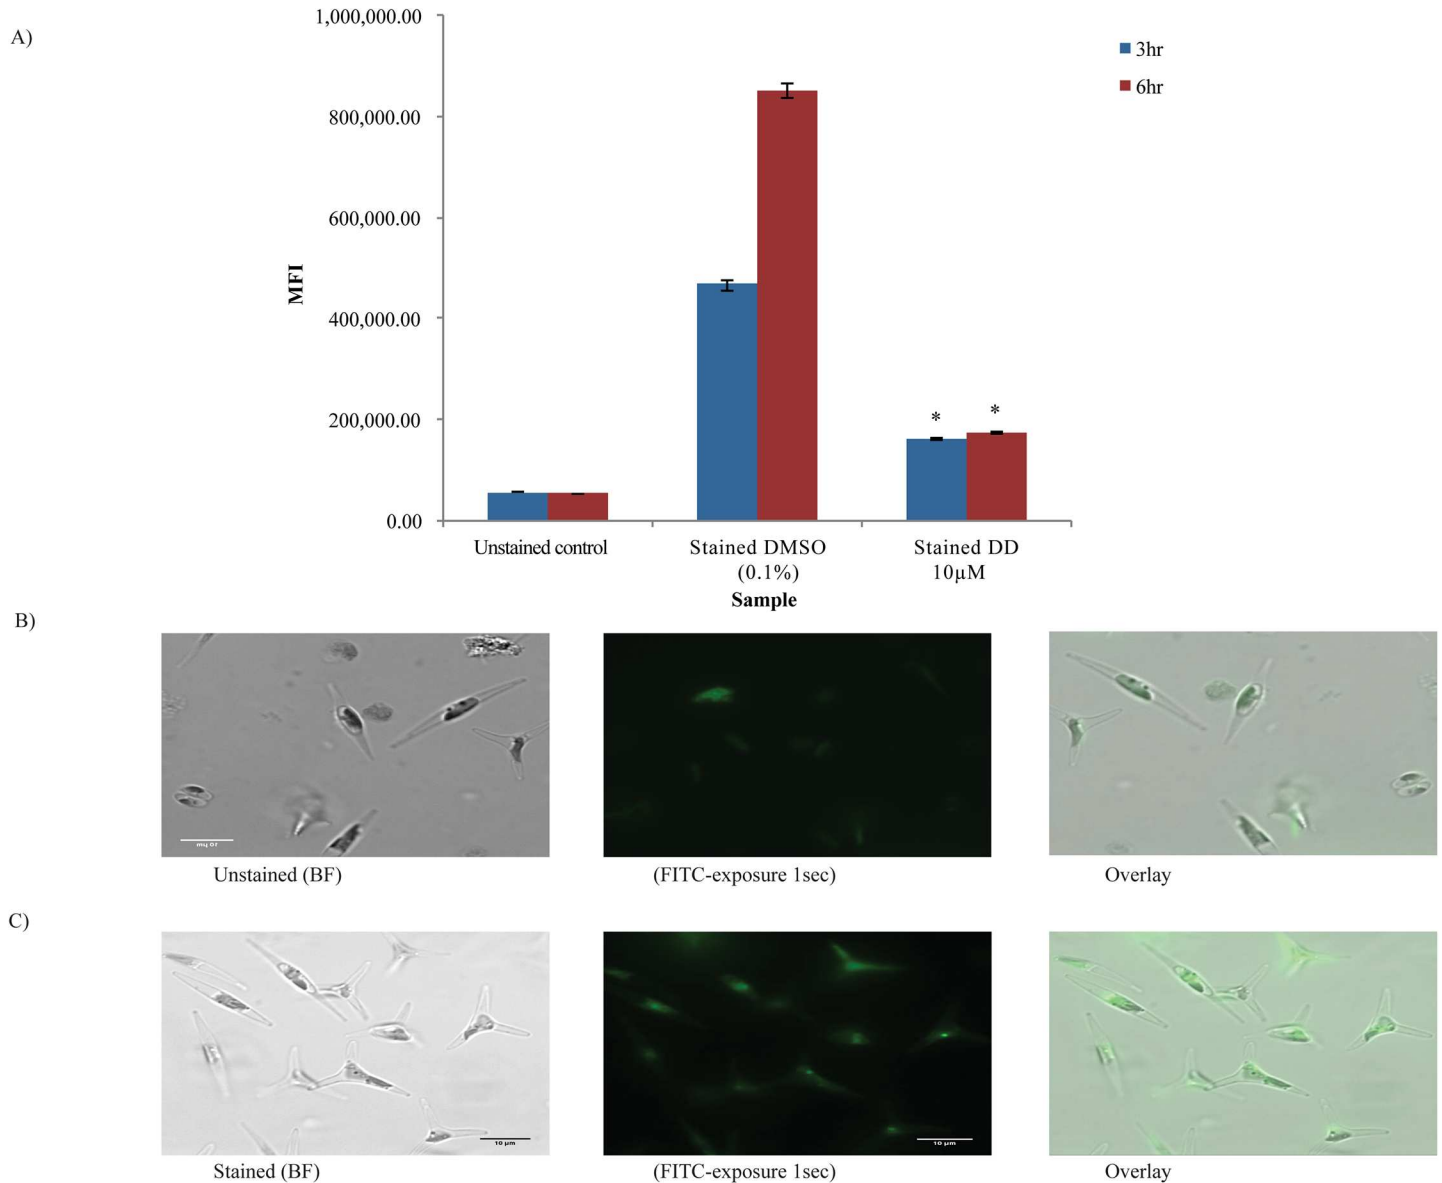 A)
1,000,000.00
800,000.00
600,000.00
400,000.00
200,000.00
0.00
MFI
3hr
6hr
*
*
Unstained control
Stained DMSO
(0.1%)
Stained DD
10µM
Sample
B)
10 µm
Unstained (BF)
(FITC-exposure 1sec)
Overlay
C)
10 µm
10 µm
Stained (BF)
(FITC-exposure 1sec)
Overlay